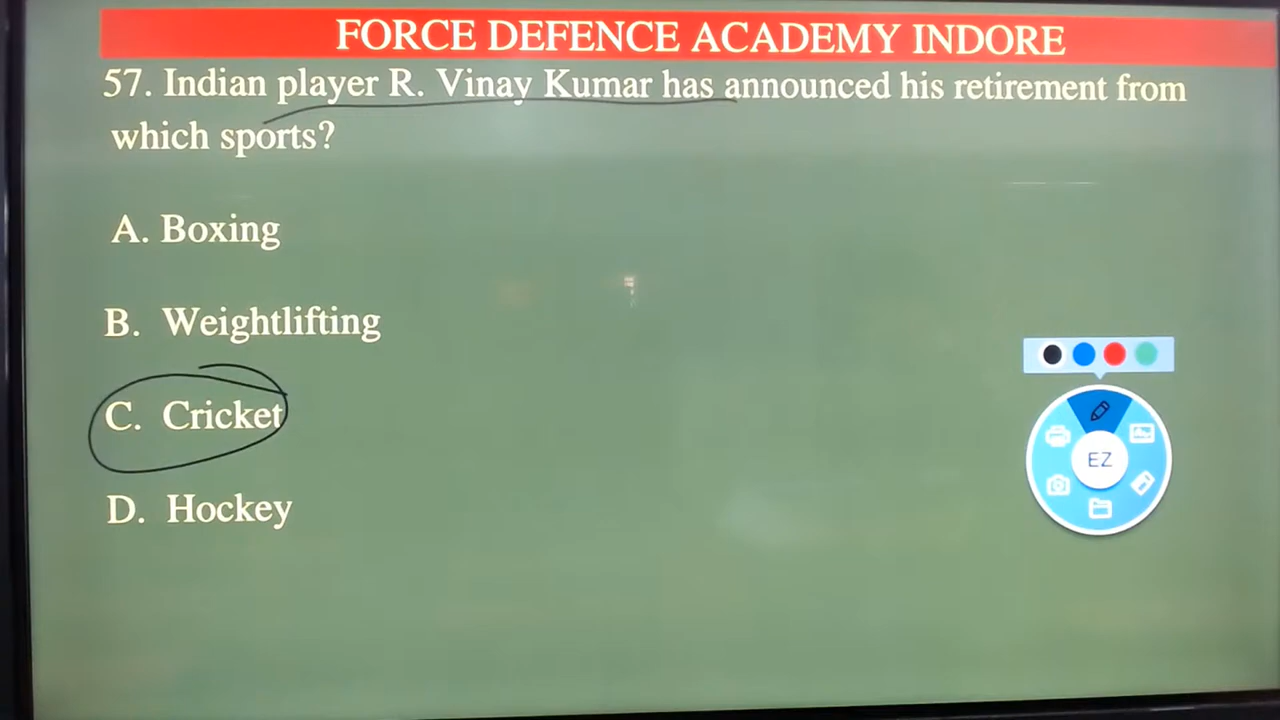 FORCE DEFENCE ACADEMY INDORE
57. Indian player R. Vinay Kumar has announced his retirement from
which sports?
A. Boxing
B. Weightlifting
C. Cricket
D. Hockey
EZ